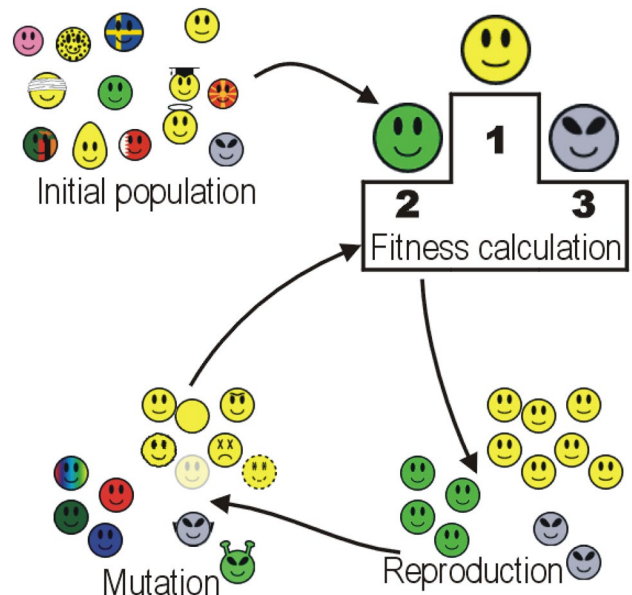 Initial population
1
2
3
Fitness calculation
Mutation
Reproduction